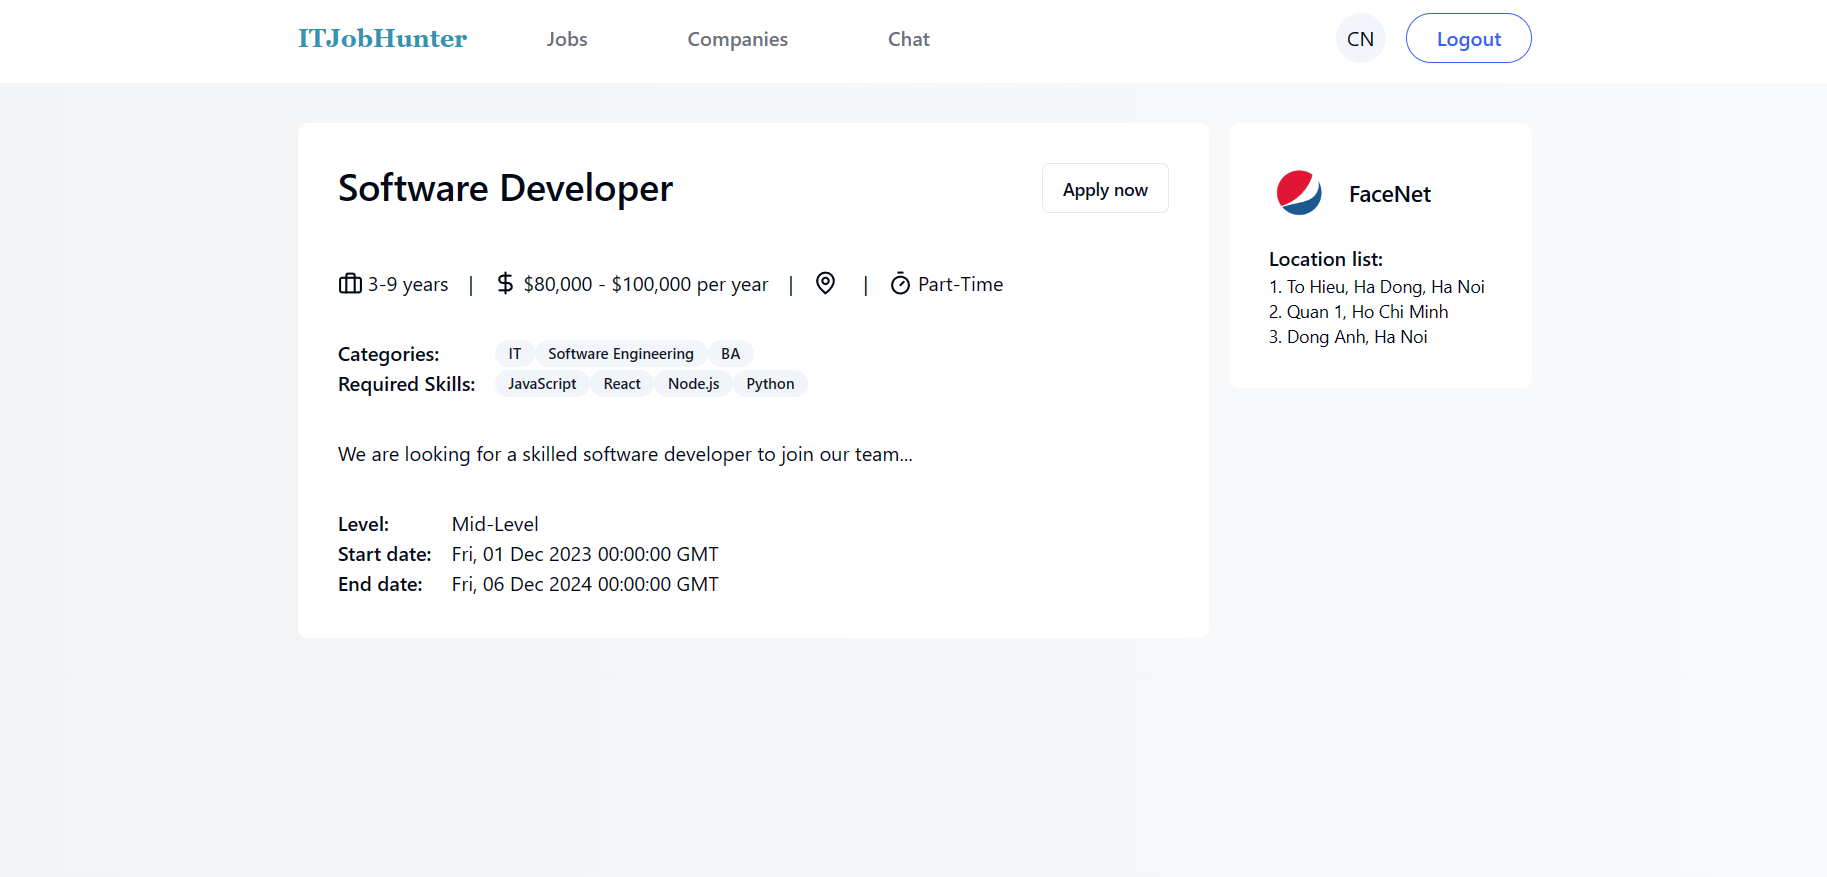 ITJobHunter Jobs Companies Chat CN Logout
Software Developer Apply now
3-9 years | $ $80,000 - $100,000 per year | | Part-Time
Categories: IT Software Engineering BA
Required Skills: JavaScript React Node.js Python
We are looking for a skilled software developer to join our team...
Level: Mid-Level
Start date: Fri, 01 Dec 2023 00:00:00 GMT
End date: Fri, 06 Dec 2024 00:00:00 GMT
FaceNet
Location list:
1. To Hieu, Ha Dong, Ha Noi
2. Quan 1, Ho Chi Minh
3. Dong Anh, Ha Noi